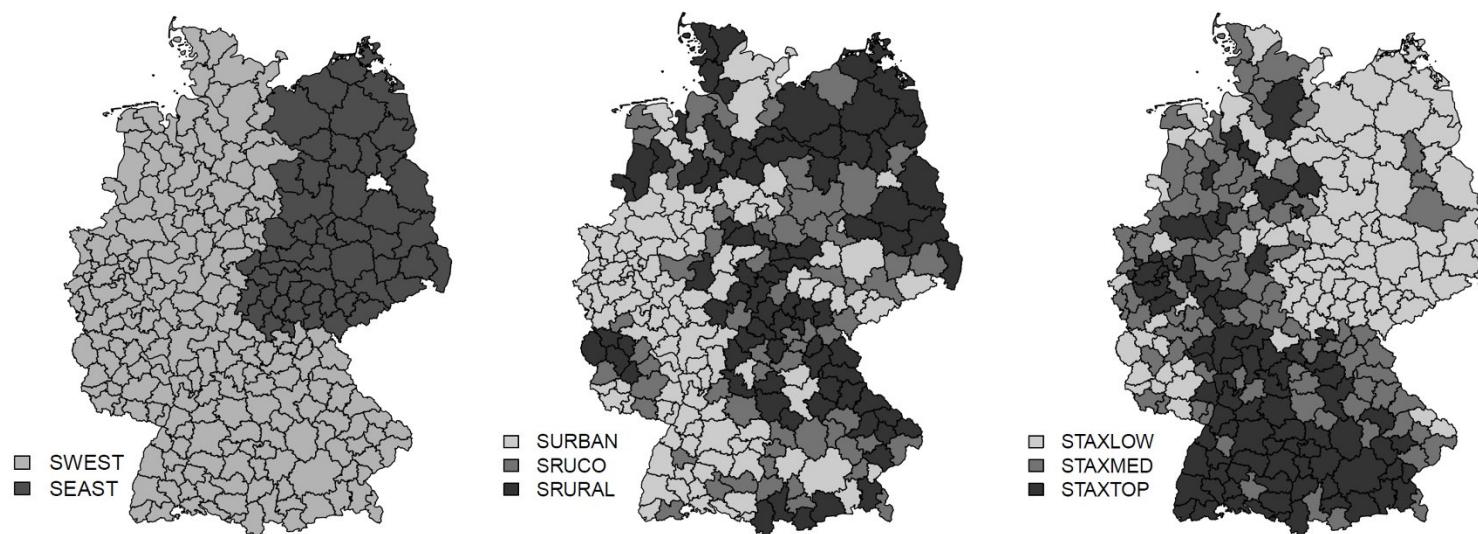 SWEST
SEAST
SURBAN
SRUCO
SRURAL
STAXLOW
STAXMED
STAXTOP